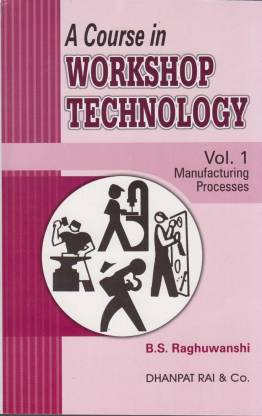 A Course in
WORKSHOP
TECHNOLOGY
Vol. 1
Manufacturing
Processes
B.S. Raghuwanshi
DHANPAT RAI & Co.